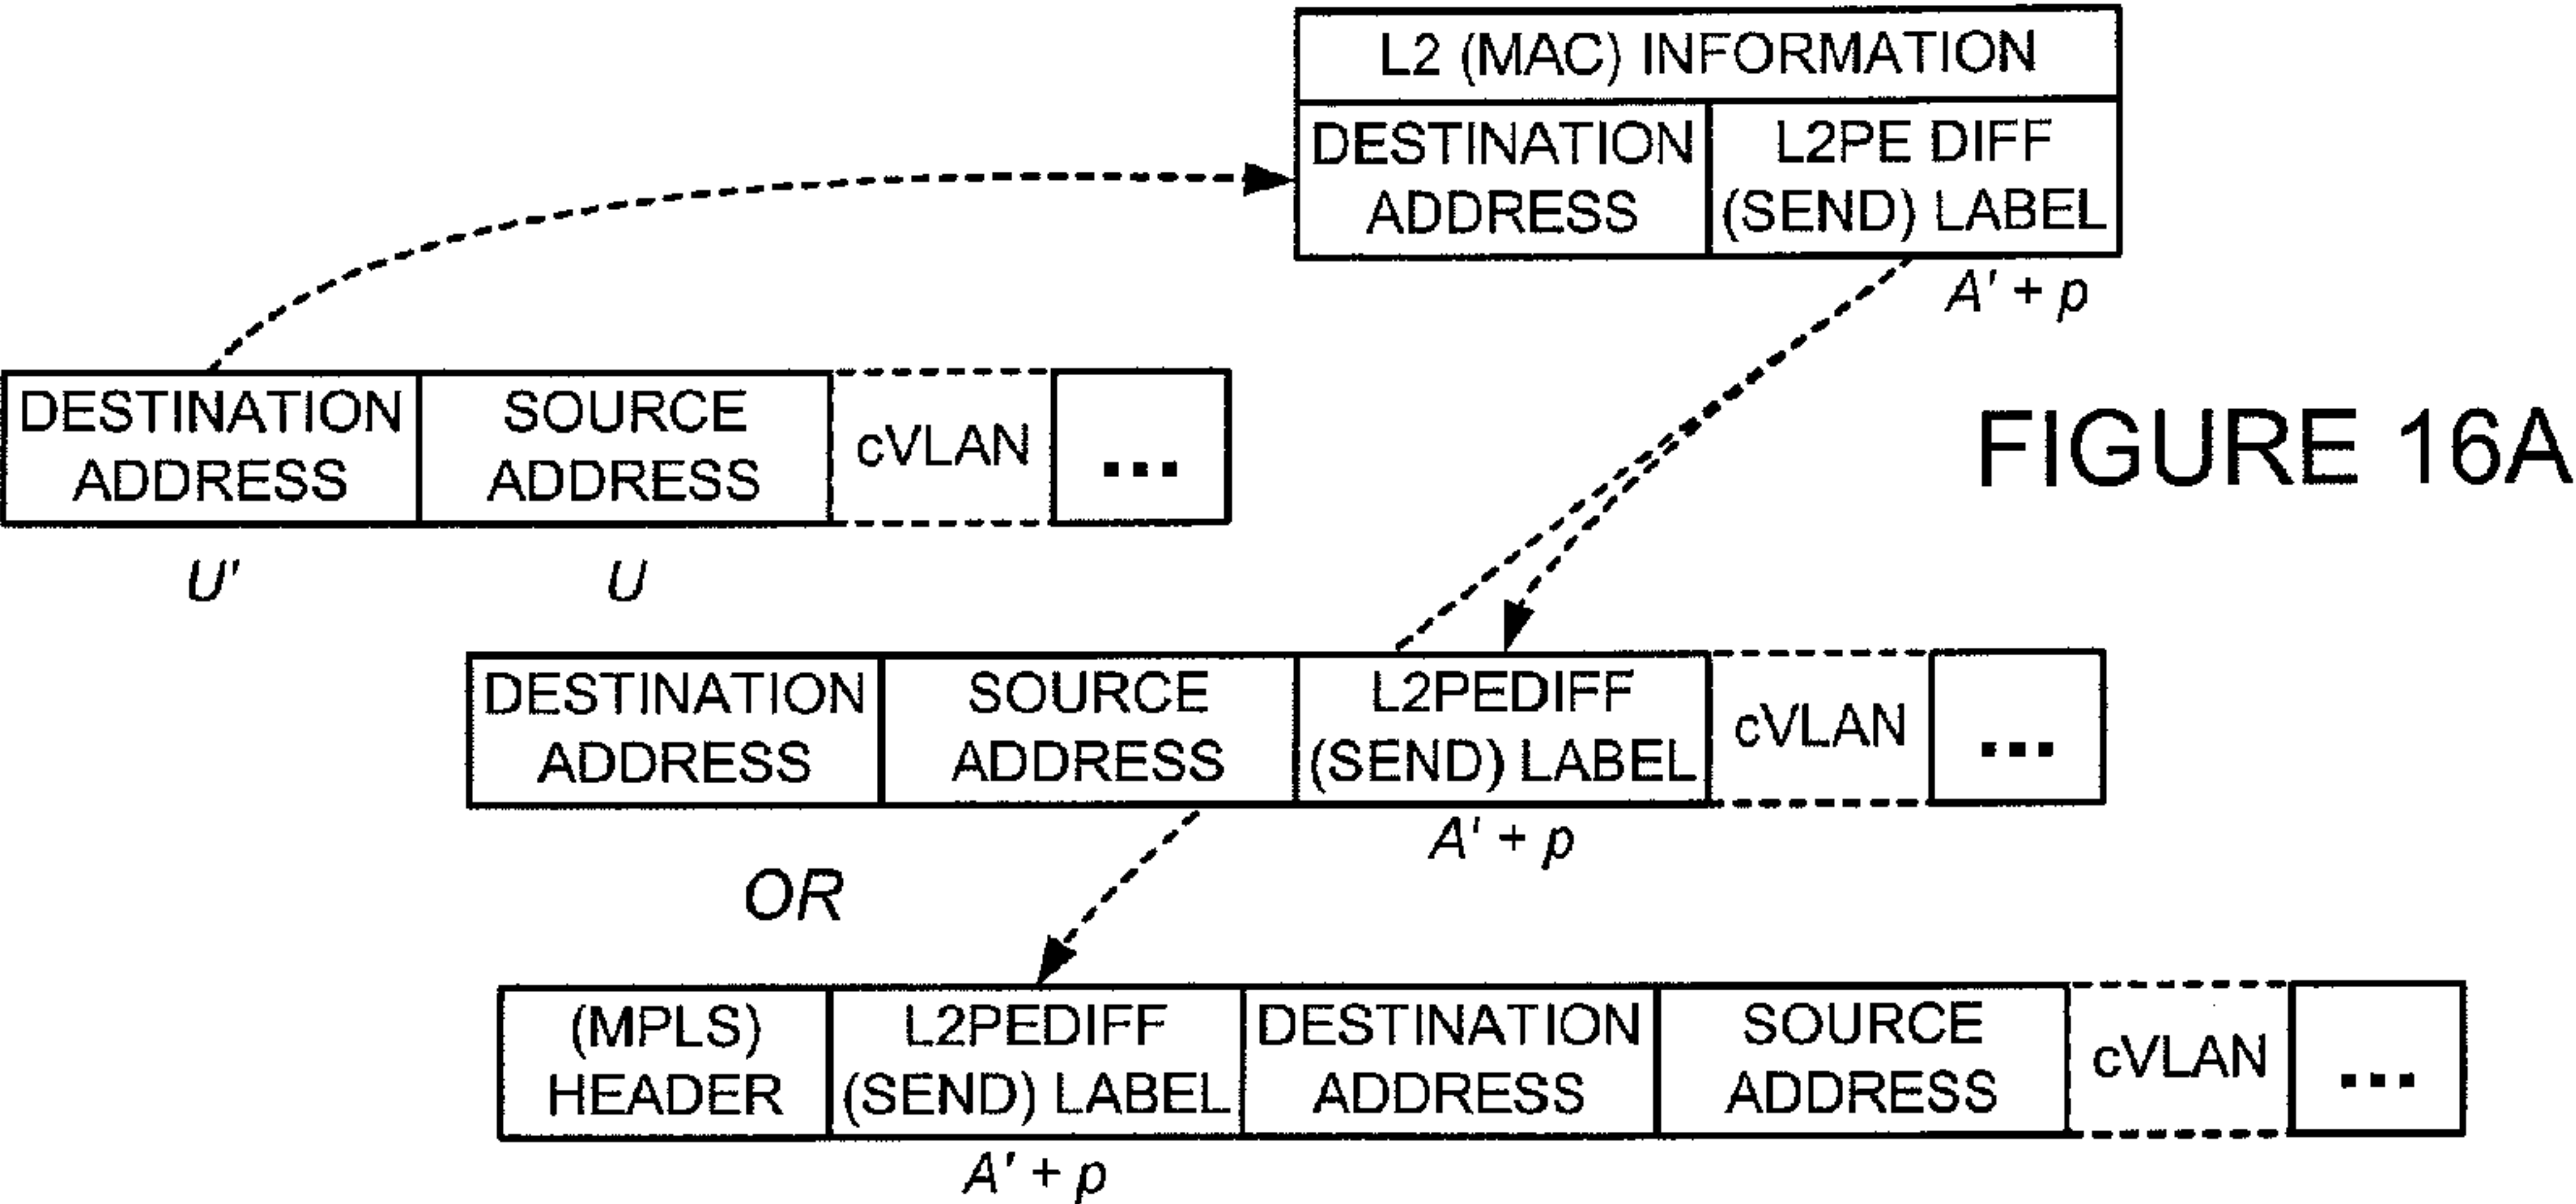 L2 (MAC) INFORMATION
DESTINATION ADDRESS
L2PE DIFF (SEND) LABEL
A' + p
DESTINATION ADDRESS
SOURCE ADDRESS
cVLAN
...
FIGURE 16A
U'
U
DESTINATION ADDRESS
SOURCE ADDRESS
L2PEDIFF (SEND) LABEL
cVLAN
...
A' + p
OR
(MPLS) HEADER
L2PEDIFF (SEND) LABEL
DESTINATION ADDRESS
SOURCE ADDRESS
cVLAN
...
A' + p